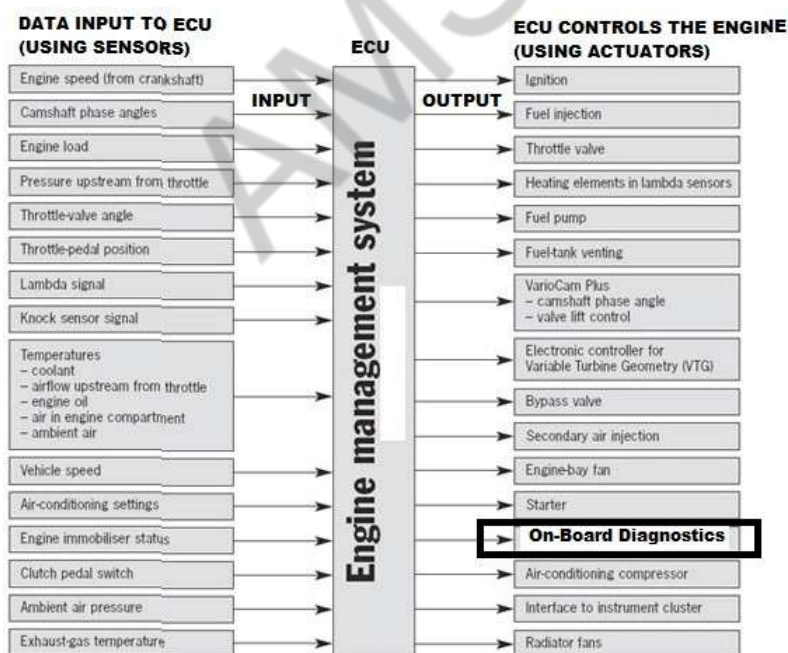 DATA INPUT TO ECU
(USING SENSORS)
ECU
ECU CONTROLS THE ENGINE
(USING ACTUATORS)
INPUT
OUTPUT
Engine speed (from crankshaft)
Camshaft phase angles
Engine load
Pressure upstream from throttle
Throttle-valve angle
Throttle-pedal position
Lambda signal
Knock sensor signal
Temperatures
– coolant
– airflow upstream from throttle
– engine oil
– air in engine compartment
– ambient air
Vehicle speed
Air-conditioning settings
Engine immobiliser status
Clutch pedal switch
Ambient air pressure
Exhaust-gas temperature
Engine management system
Ignition
Fuel injection
Throttle valve
Heating elements in lambda sensors
Fuel pump
Fuel-tank venting
VarioCam Plus
– camshaft phase angle
– valve lift control
Electronic controller for
Variable Turbine Geometry (VTG)
Bypass valve
Secondary air injection
Engine-bay fan
Starter
On-Board Diagnostics
Air-conditioning compressor
Interface to instrument cluster
Radiator fans